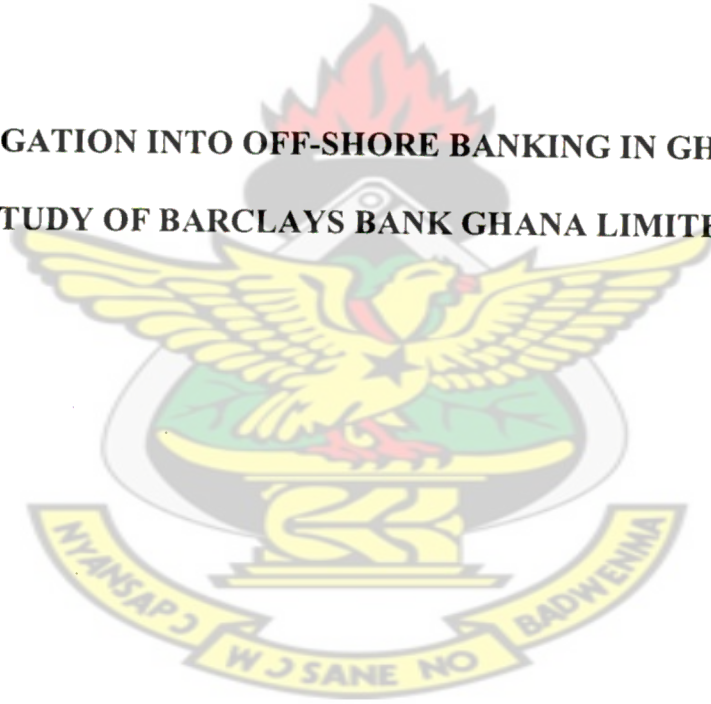 GATION INTO OFF-SHORE BANKING IN GH
TUDY OF BARCLAYS BANK GHANA LIMITE
NYANSAPƆ WƆSANE NO BADWENMA